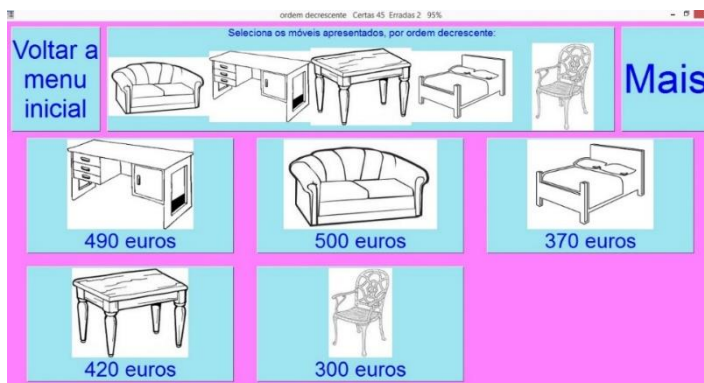 ordem decrescente   Certas 45  Erradas 2   95%
Voltar a
menu
inicial
Seleciona os móveis apresentados, por ordem decrescente:
Mais
490 euros
500 euros
370 euros
420 euros
300 euros